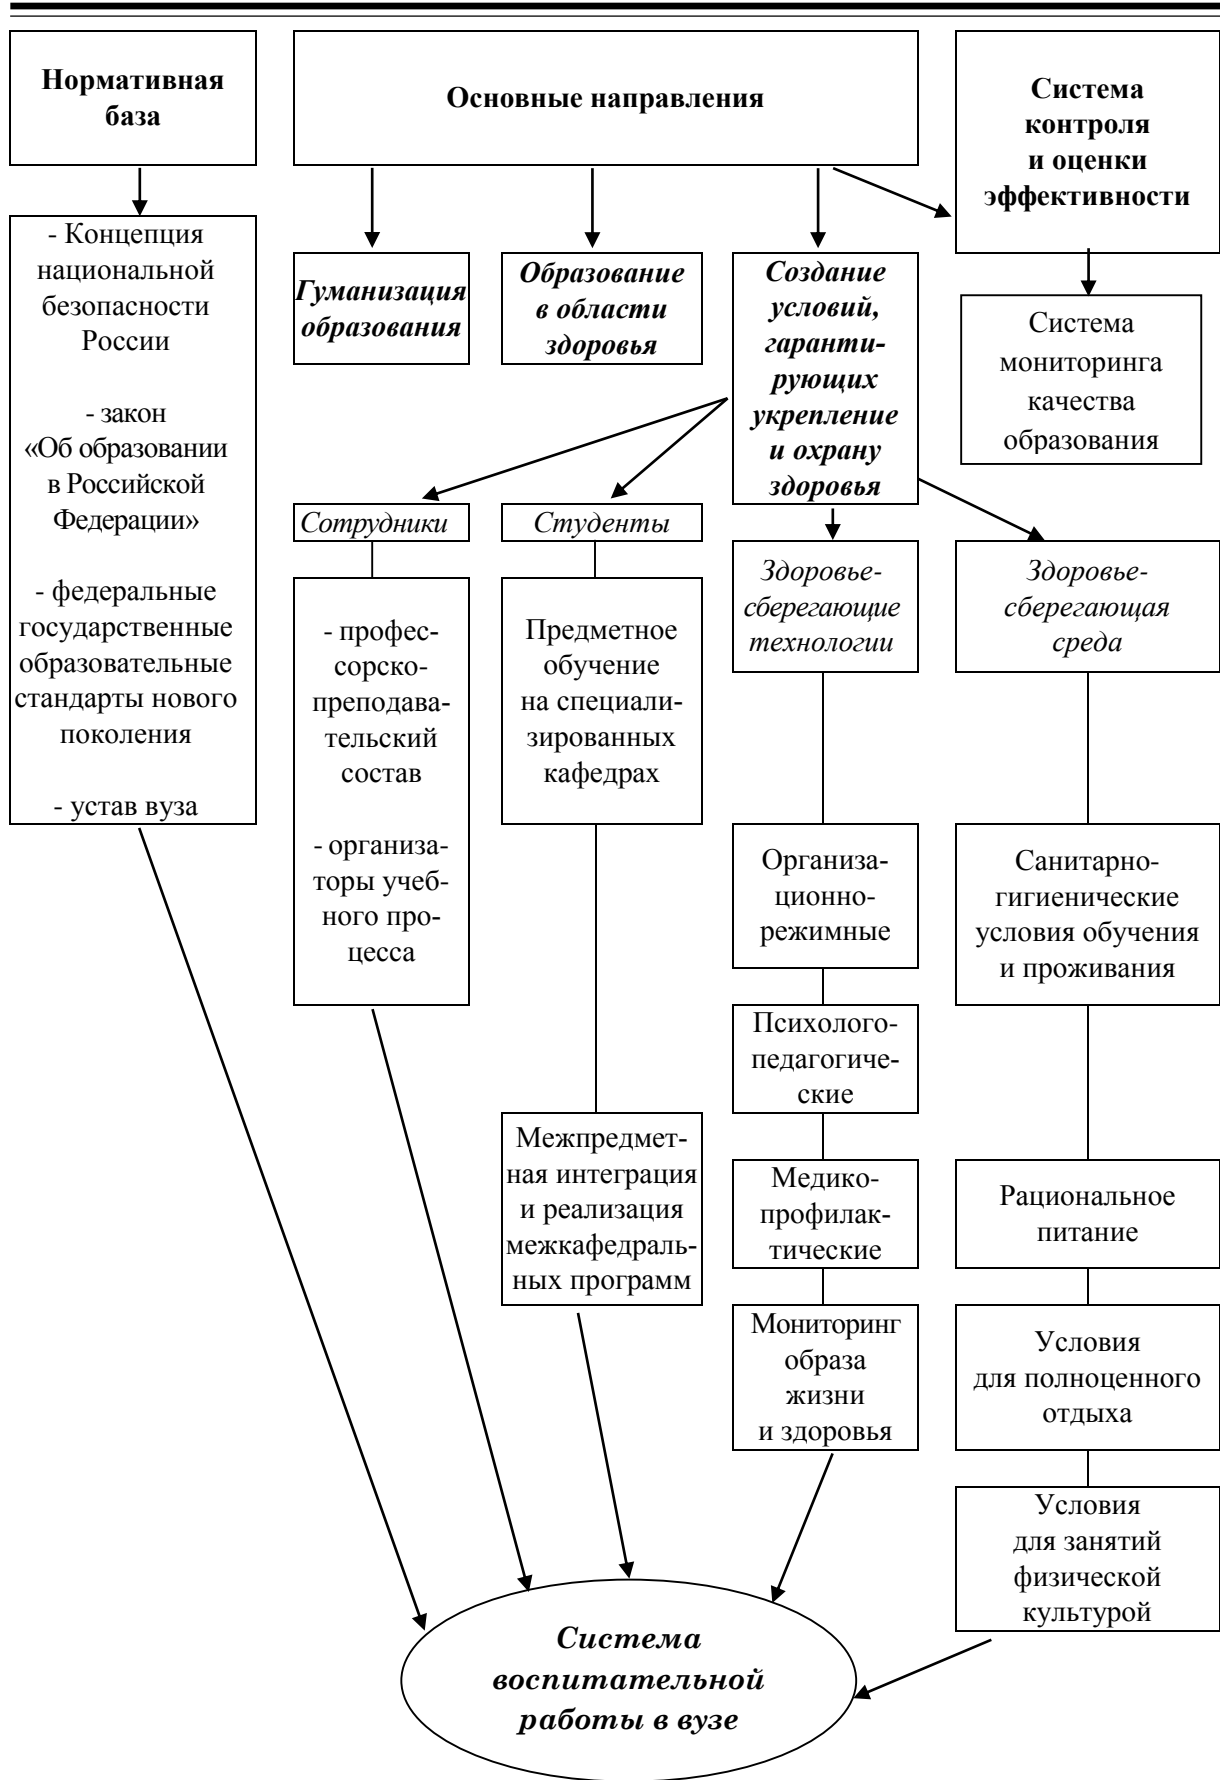 Нормативная
база
Основные направления
Система
контроля
и оценки
эффективности
- Концепция
национальной
безопасности
России
- закон
«Об образовании
в Российской
Федерации»
- федеральные
государственные
образовательные
стандарты нового
поколения
- устав вуза
Гуманизация
образования
Образование
в области
здоровья
Создание
условий,
гаранти-
рующих
укрепление
и охрану
здоровья
Система
мониторинга
качества
образования
Сотрудники
Студенты
Здоровье-
сберегающие
технологии
Здоровье-
сберегающая
среда
- профес-
сорско-
преподава-
тельский
состав
- организа-
торы учеб-
ного про-
цесса
Предметное
обучение
на специали-
зированных
кафедрах
Организа-
ционно-
режимные
Санитарно-
гигиенические
условия обучения
и проживания
Психолого-
педагогиче-
ские
Межпредмет-
ная интеграция
и реализация
межкафедраль-
ных программ
Медико-
профилак-
тические
Рациональное
питание
Мониторинг
образа
жизни
и здоровья
Условия
для полноценного
отдыха
Условия
для занятий
физической
культурой
Система
воспитательной
работы в вузе